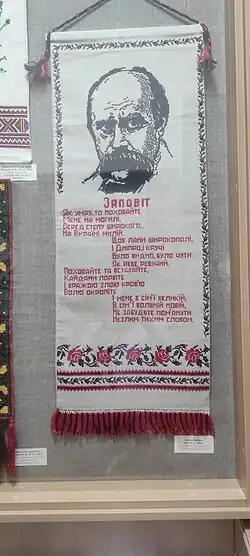 Заповіт
Як умру, то поховайте
Мене на могилі,
Серед степу широкого,
На Вкраїні милій,
Щоб лани широкополі,
І Дніпро, і кручі
Було видно, було чути,
Як реве ревучий.
Поховайте та вставайте,
Кайдани порвіте
І вражою злою кров'ю
Волю окропіте
І мене в сім'ї великій,
В сім'ї вольній, новій,
Не забудьте пом'янути
Незлим тихим словом.